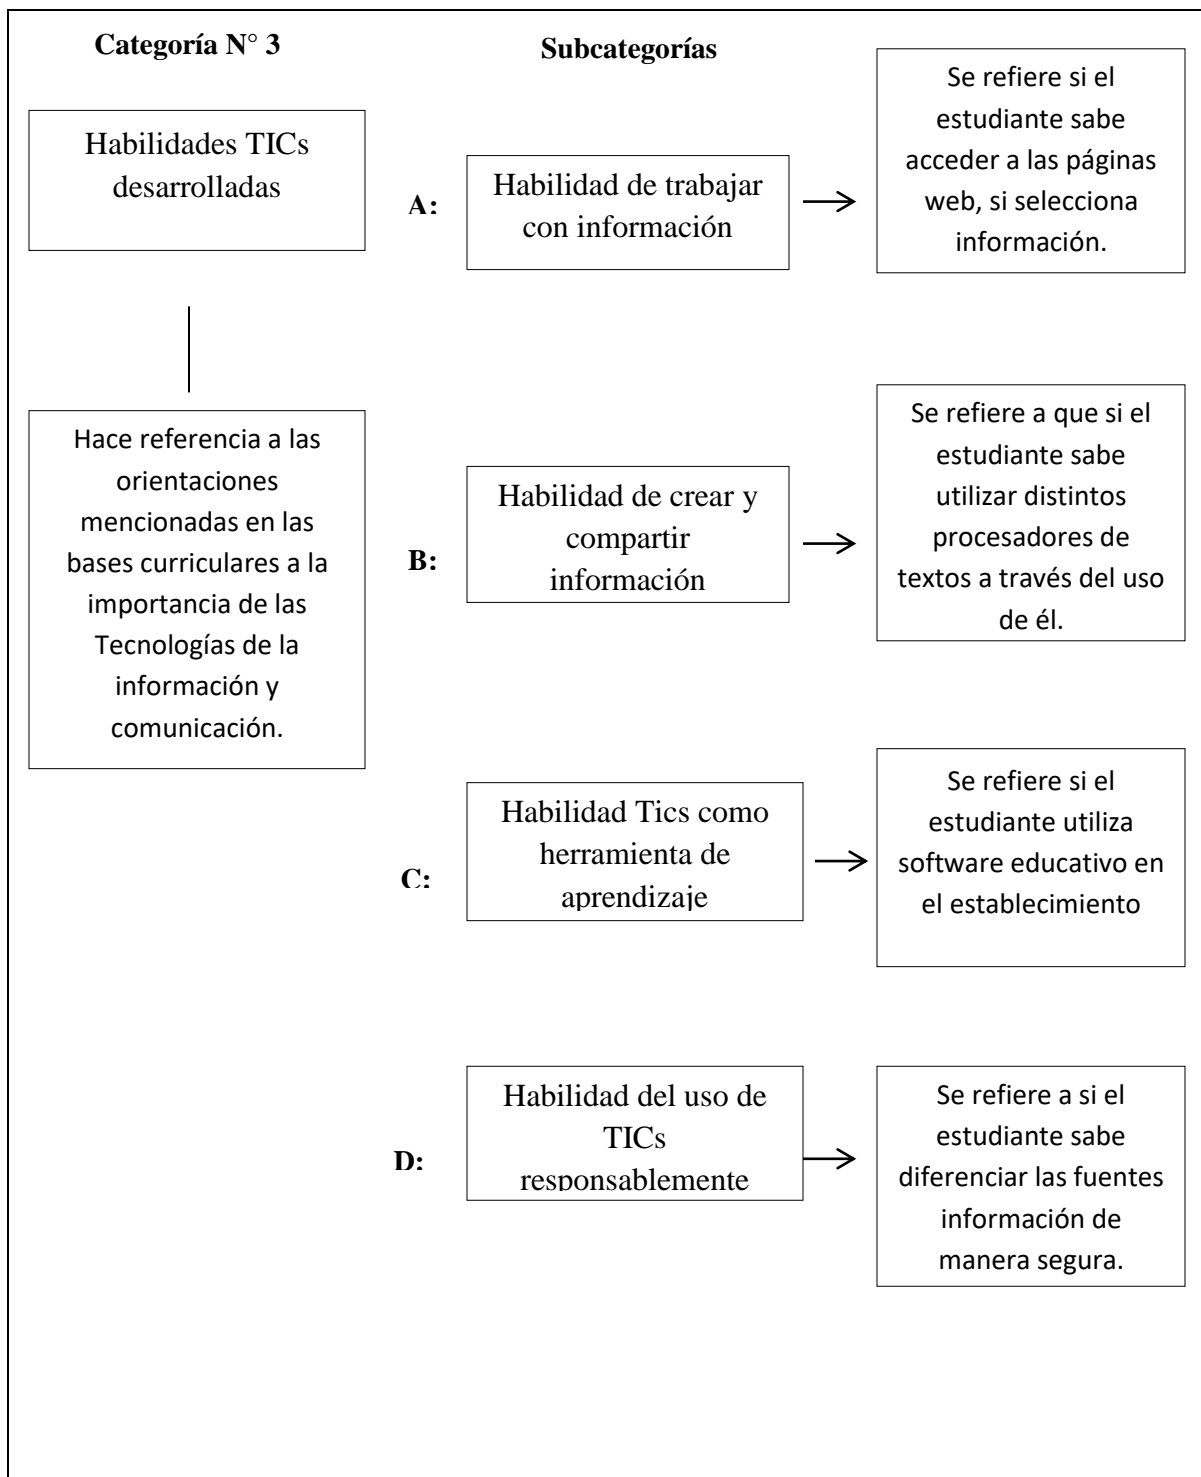 Categoría N° 3
Habilidades TICs
desarrolladas
Hace referencia a las
orientaciones
mencionadas en las
bases curriculares a la
importancia de las
Tecnologías de la
información y
comunicación.
Subcategorías
A:
Habilidad de trabajar
con información
Se refiere si el
estudiante sabe
acceder a las páginas
web, si selecciona
información.
B:
Habilidad de crear y
compartir
información
Se refiere a que si el
estudiante sabe
utilizar distintos
procesadores de
textos a través del uso
de él.
C:
Habilidad Tics como
herramienta de
aprendizaje
Se refiere si el
estudiante utiliza
software educativo en
el establecimiento
D:
Habilidad del uso de
TICs
responsablemente
Se refiere a si el
estudiante sabe
diferenciar las fuentes
información de
manera segura.